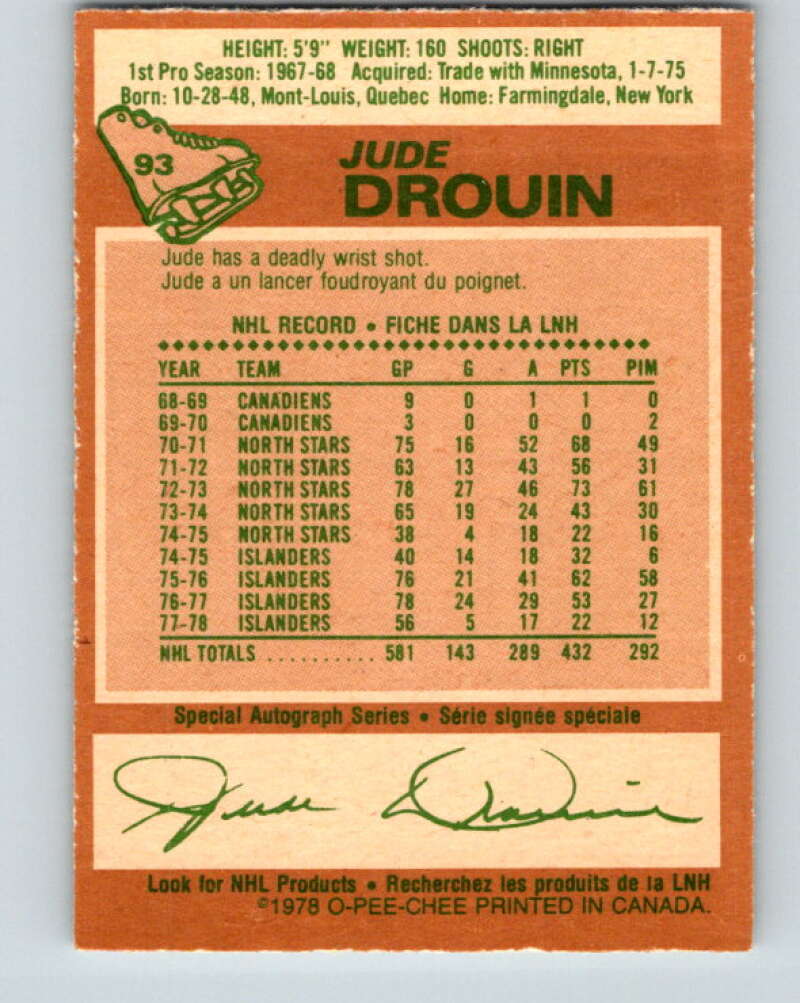 HEIGHT: 5'9" WEIGHT: 160 SHOOTS: RIGHT
1st Pro Season: 1967-68 Acquired: Trade with Minnesota, 1-7-75
Born: 10-28-48, Mont-Louis, Quebec Home: Farmingdale, New York
93
JUDE
DROUIN
Jude has a deadly wrist shot.
Jude a un lancer foudroyant du poignet.
NHL RECORD • FICHE DANS LA LNH
YEAR TEAM GP G A PTS PIM
68-69 CANADIENS 9 0 1 1 0
69-70 CANADIENS 3 0 0 0 2
70-71 NORTH STARS 75 16 52 68 49
71-72 NORTH STARS 63 13 43 56 31
72-73 NORTH STARS 78 27 46 73 61
73-74 NORTH STARS 65 19 24 43 30
74-75 NORTH STARS 38 4 18 22 16
74-75 ISLANDERS 40 14 18 32 6
75-76 ISLANDERS 76 21 41 62 58
76-77 ISLANDERS 78 24 29 53 27
77-78 ISLANDERS 56 5 17 22 12
NHL TOTALS .......... 581 143 289 432 292
Special Autograph Series • Série signée spéciale
Jude Drouin
Look for NHL Products • Recherchez les produits de la LNH
©1978 O-PEE-CHEE PRINTED IN CANADA.